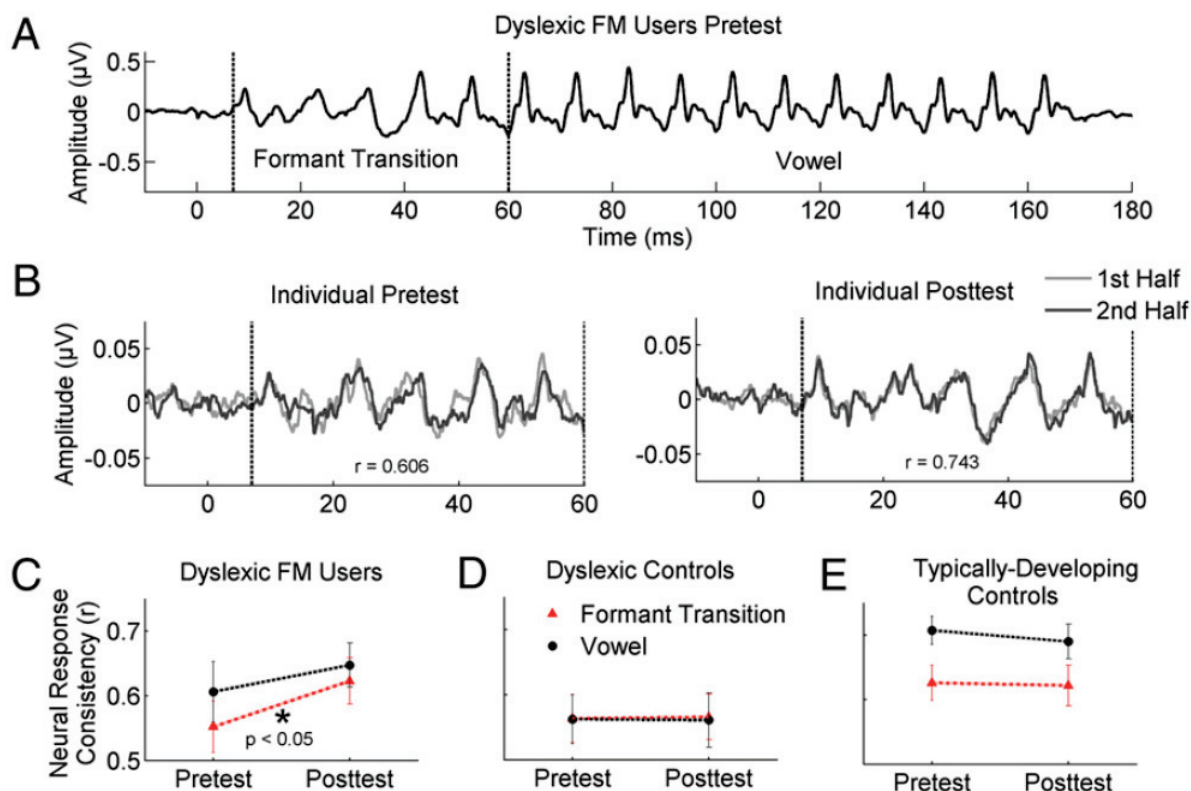 A
Dyslexic FM Users Pretest
Amplitude (µV)
0.5
0
-0.5
Formant Transition
Vowel
0 20 40 60 80 100 120 140 160 180
Time (ms)
B
Individual Pretest
Individual Posttest
1st Half
2nd Half
Amplitude (µV)
0.05
0
-0.05
r = 0.606
0 20 40 60
0.05
0
-0.05
r = 0.743
0 20 40 60
C
Dyslexic FM Users
Neural Response
Consistency (r)
0.7
0.6
0.5
*
p < 0.05
Pretest Posttest
D
Dyslexic Controls
Formant Transition
Vowel
Pretest Posttest
E
Typically-Developing
Controls
Pretest Posttest